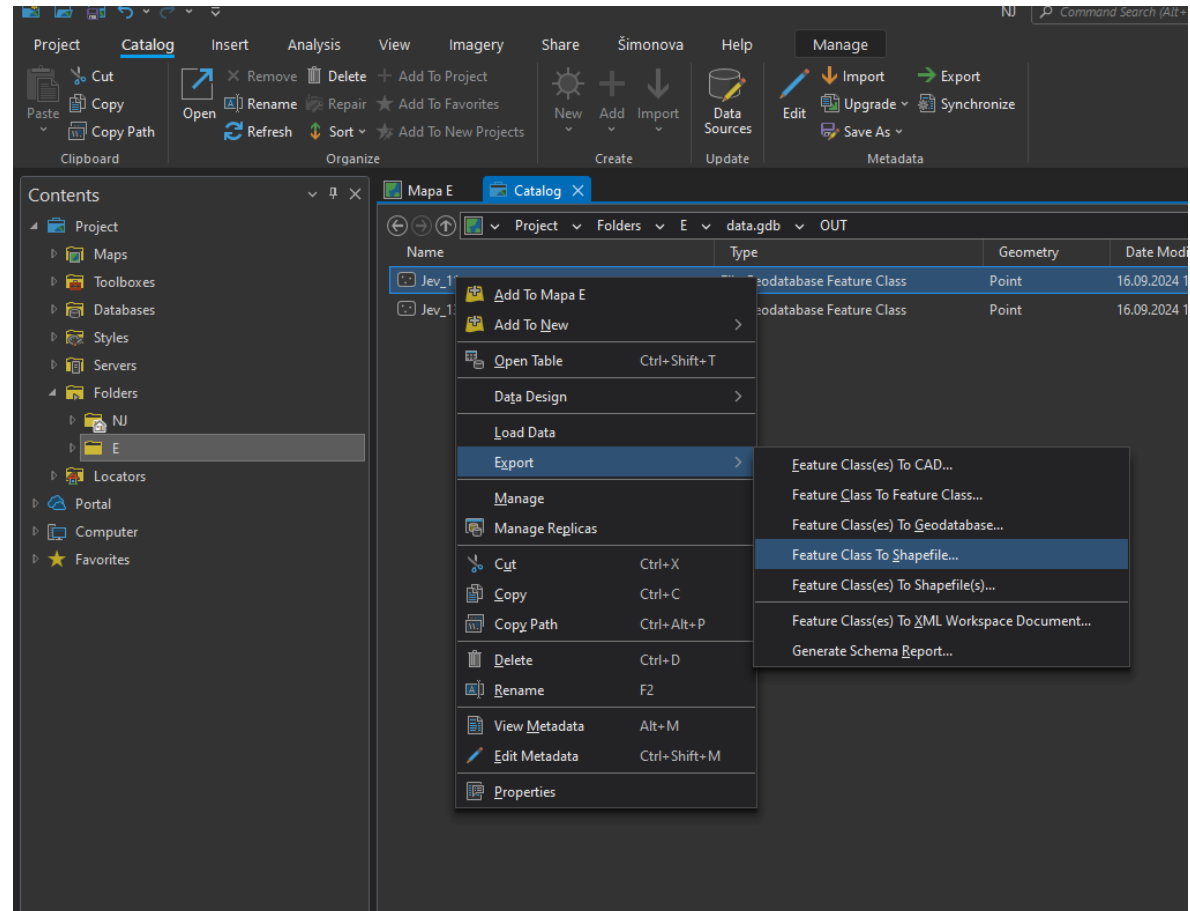 NJ
Command Search (Alt+
Project Catalog Insert Analysis View Imagery Share Šimonova Help Manage
Paste
Cut
Copy
Copy Path
Clipboard
Open
Remove Delete Add To Project
Rename Repair Add To Favorites
Refresh Sort Add To New Projects
Organize
New Add Import
Create
Data
Sources
Update
Edit
Import Export
Upgrade Synchronize
Save As
Metadata
Contents
Project
Maps
Toolboxes
Databases
Styles
Servers
Folders
NJ
E
Locators
Portal
Computer
Favorites
Mapa E Catalog
Project Folders E data.gdb OUT
Name Type Geometry Date Modi
eodatabase Feature Class Point 16.09.2024 1
eodatabase Feature Class Point 16.09.2024 1
Add To Mapa E
Add To New
Open Table Ctrl+Shift+T
Data Design
Load Data
Export
Manage
Manage Replicas
Cut Ctrl+X
Copy Ctrl+C
Copy Path Ctrl+Alt+P
Delete Ctrl+D
Rename F2
View Metadata Alt+M
Edit Metadata Ctrl+Shift+M
Properties
Feature Class(es) To CAD...
Feature Class To Feature Class...
Feature Class(es) To Geodatabase...
Feature Class To Shapefile...
Feature Class(es) To Shapefile(s)...
Feature Class(es) To XML Workspace Document...
Generate Schema Report...